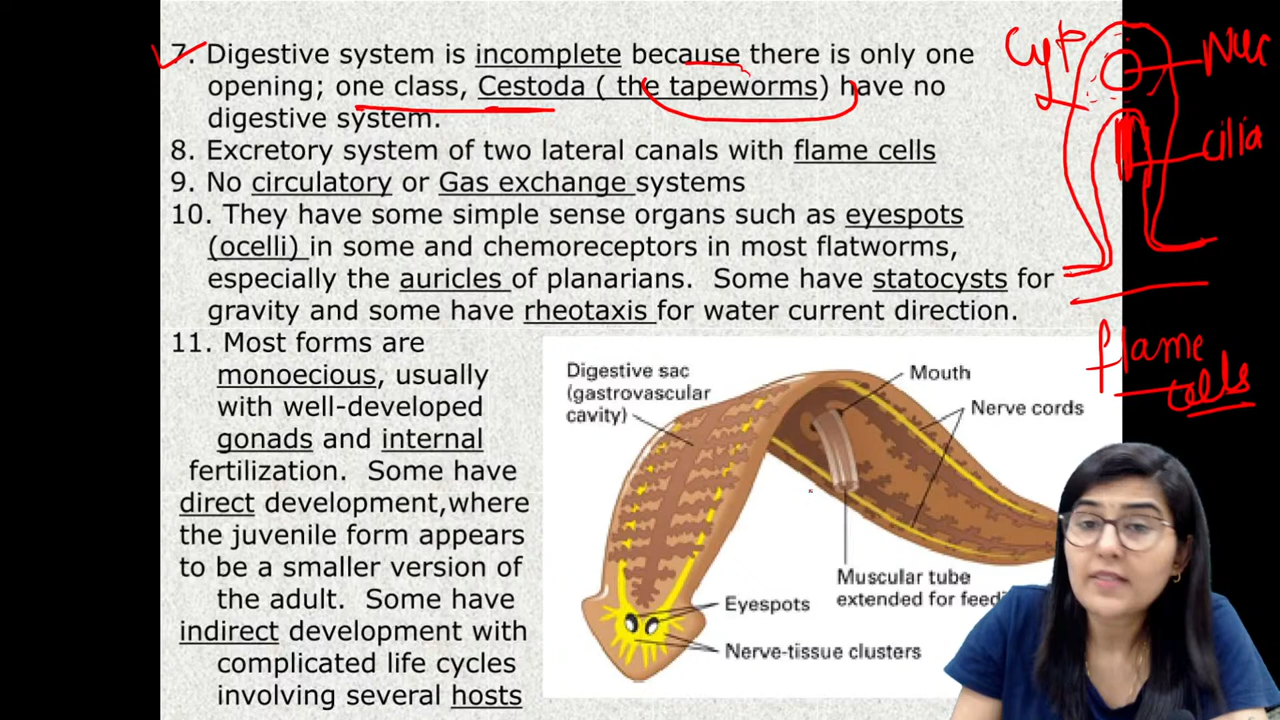 7. Digestive system is incomplete because there is only one
opening; one class, Cestoda ( the tapeworms) have no
digestive system.
8. Excretory system of two lateral canals with flame cells
9. No circulatory or Gas exchange systems
10. They have some simple sense organs such as eyespots
(ocelli) in some and chemoreceptors in most flatworms,
especially the auricles of planarians. Some have statocysts for
gravity and some have rheotaxis for water current direction.
11. Most forms are
monoecious, usually
with well-developed
gonads and internal
fertilization. Some have
direct development,where
the juvenile form appears
to be a smaller version of
the adult. Some have
indirect development with
complicated life cycles
involving several hosts
Digestive sac
(gastrovascular
cavity)
Mouth
Nerve cords
Muscular tube
extended for feedi
Eyespots
Nerve-tissue clusters
Cyt
Nuc
Cilia
flame
cells